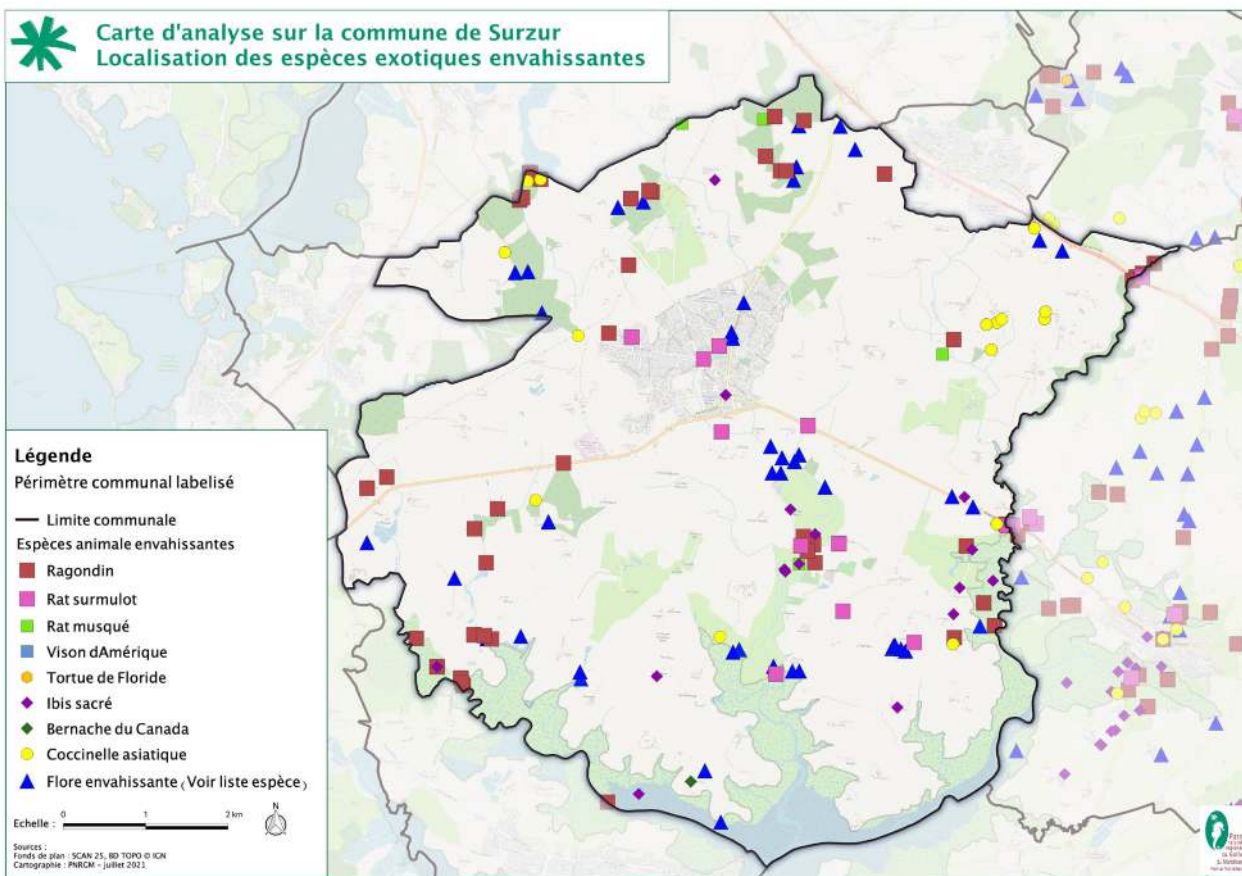 Carte d'analyse sur la commune de Surzur
Localisation des espèces exotiques envahissantes
Légende
Périmètre communal labelisé
Limite communale
Espèces animale envahissantes
Ragondin
Rat surmulot
Rat musqué
Vison dAmérique
Tortue de Floride
Ibis sacré
Bernache du Canada
Coccinelle asiatique
Flore envahissante (Voir liste espèce)
Echelle : 0 1 2 km
N
Sources :
Fonds de plan : SCAN 25, BD TOPO © IGN
Cartographie : PNRGM - juillet 2021